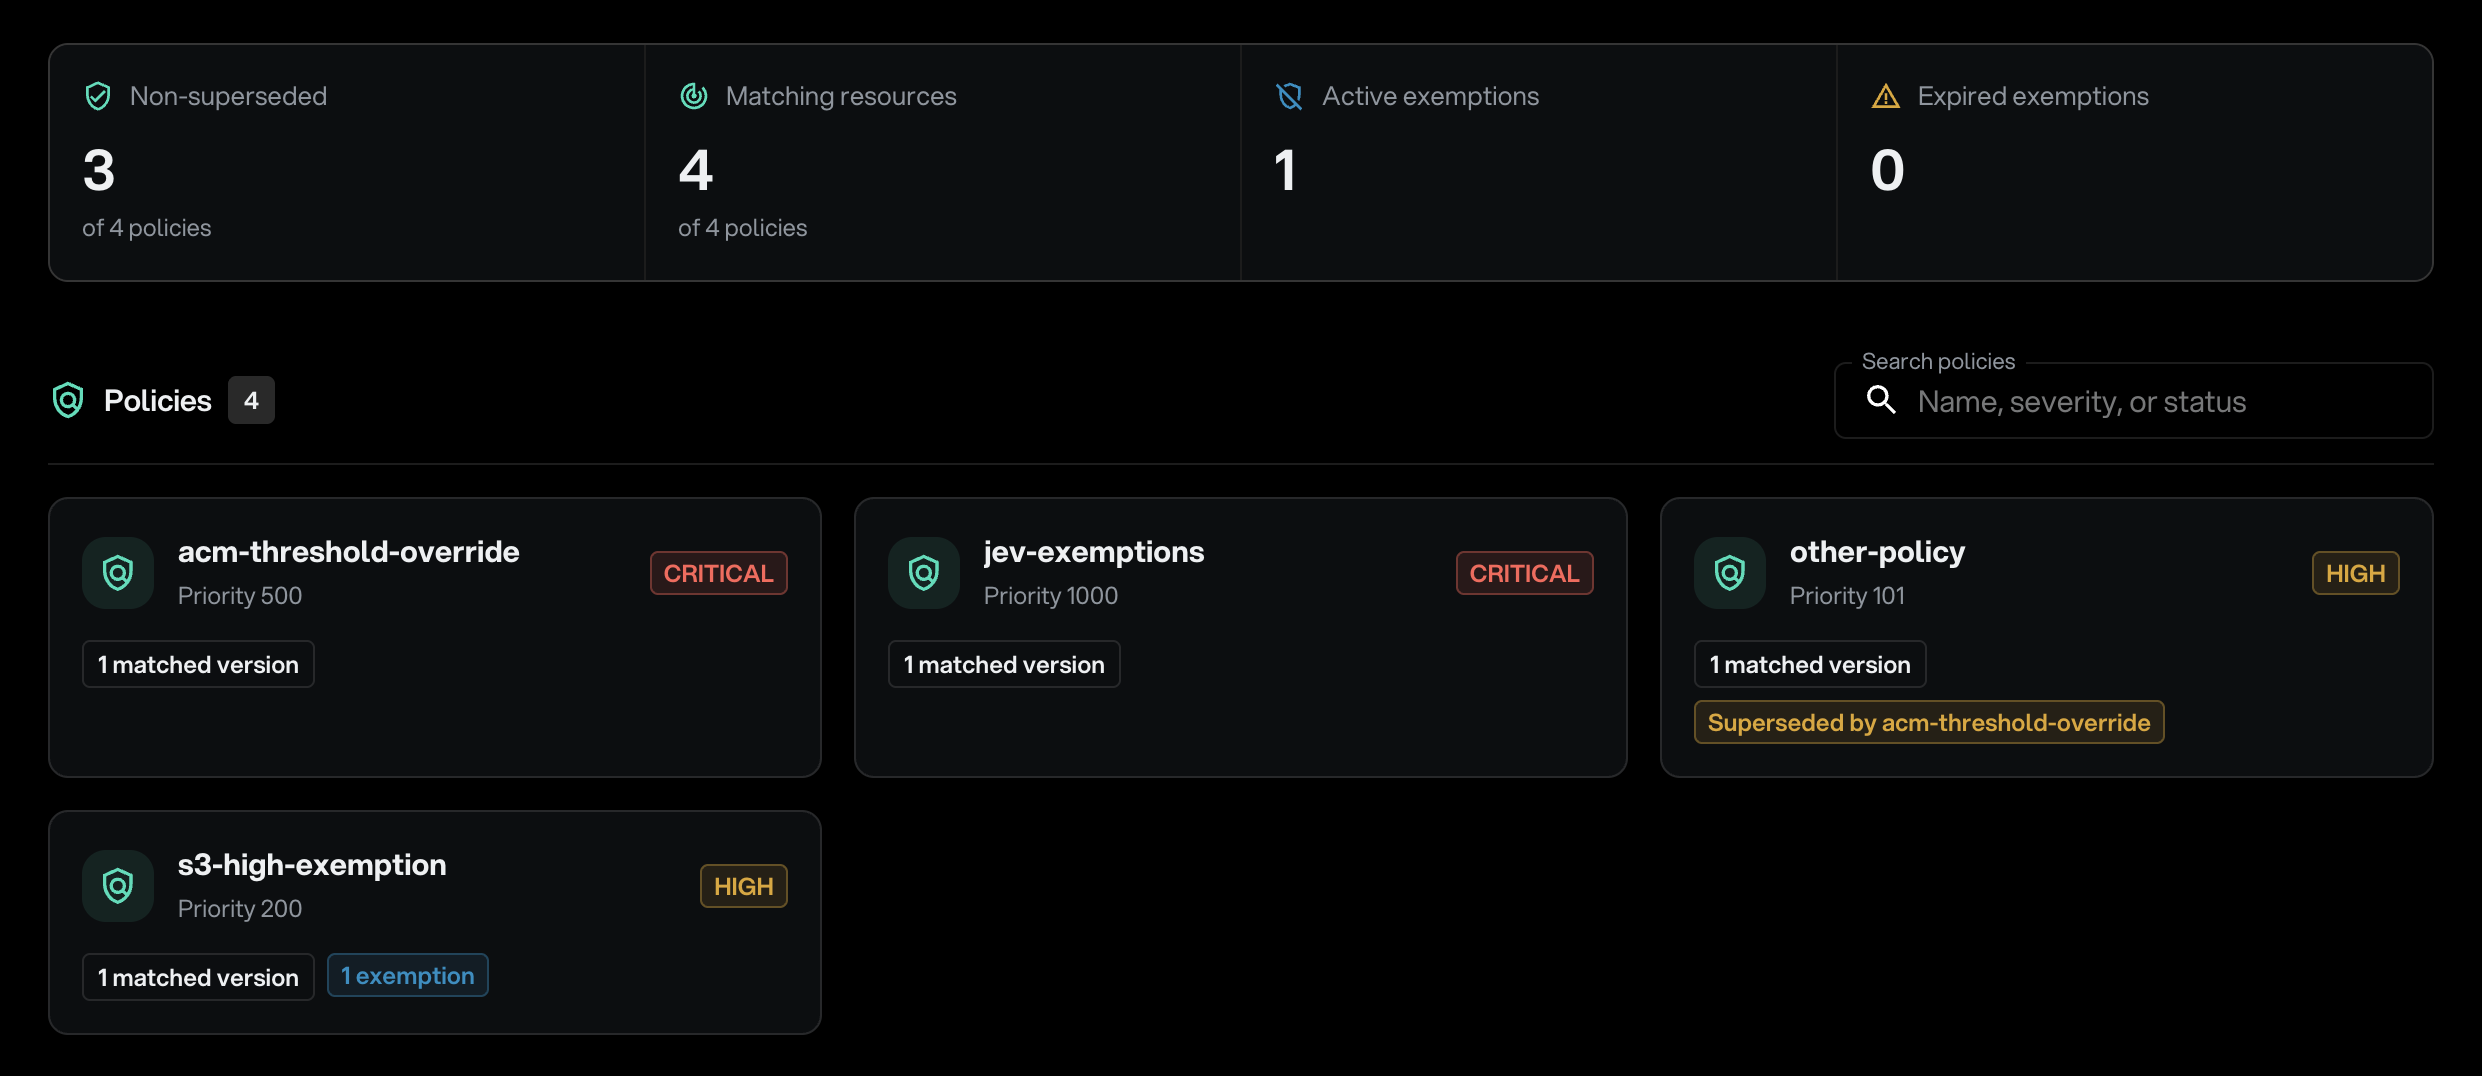 Non-superseded
3
of 4 policies
Matching resources
4
of 4 policies
Active exemptions
1
Expired exemptions
0
Policies 4
Search policies
Name, severity, or status
acm-threshold-override
Priority 500
CRITICAL
1 matched version
jev-exemptions
Priority 1000
CRITICAL
1 matched version
other-policy
Priority 101
HIGH
1 matched version
Superseded by acm-threshold-override
s3-high-exemption
Priority 200
HIGH
1 matched version
1 exemption